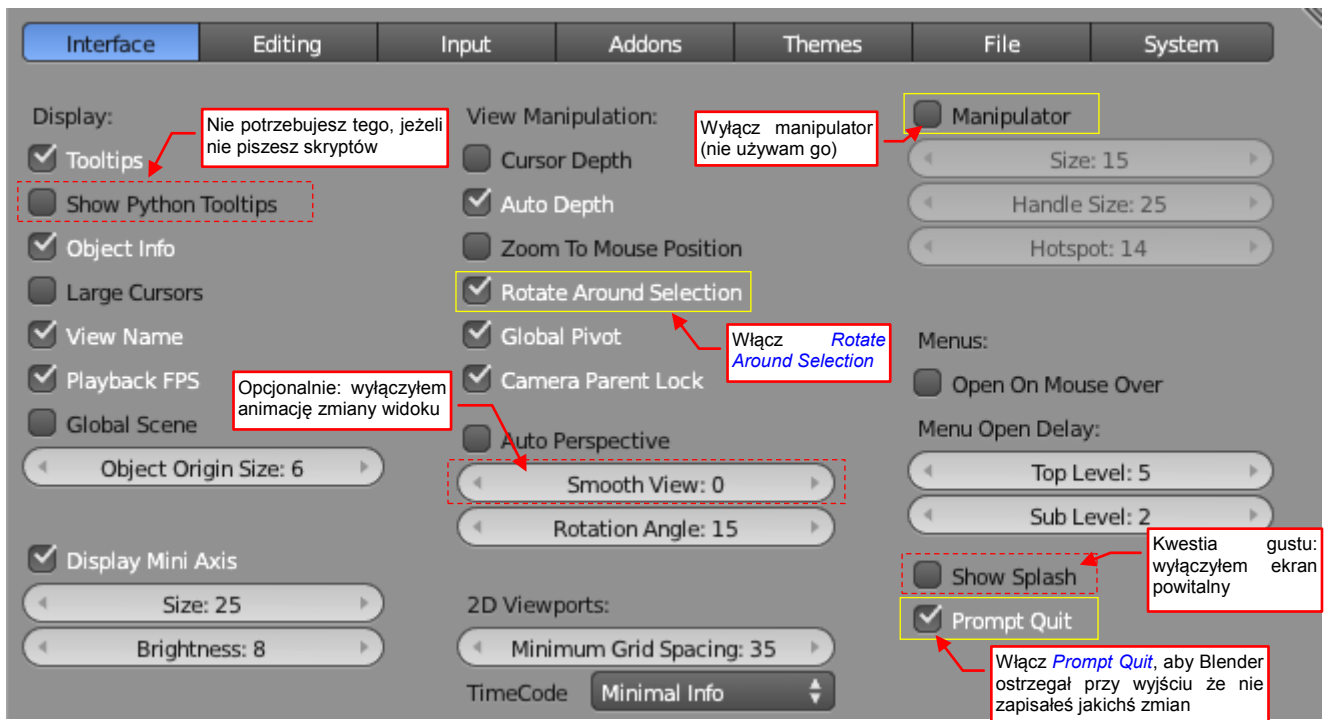 Interface Editing Input Addons Themes File System
Display:
Nie potrzebujesz tego, jeżeli
nie piszesz skryptów
Tooltips
Show Python Tooltips
Object Info
Large Cursors
View Name
Playback FPS
Opcjonalnie: wyłączyłem
animację zmiany widoku
Global Scene
Object Origin Size: 6
Display Mini Axis
Size: 25
Brightness: 8
View Manipulation:
Cursor Depth
Auto Depth
Zoom To Mouse Position
Rotate Around Selection
Włącz Rotate
Around Selection
Global Pivot
Camera Parent Lock
Auto Perspective
Smooth View: 0
Rotation Angle: 15
2D Viewports:
Minimum Grid Spacing: 35
TimeCode Minimal Info
Wyłącz manipulator
(nie używam go)
Manipulator
Size: 15
Handle Size: 25
Hotspot: 14
Menus:
Open On Mouse Over
Menu Open Delay:
Top Level: 5
Sub Level: 2
Kwestia gustu:
wyłączyłem ekran
powitalny
Show Splash
Prompt Quit
Włącz Prompt Quit, aby Blender
ostrzegał przy wyjściu że nie
zapisałeś jakichś zmian